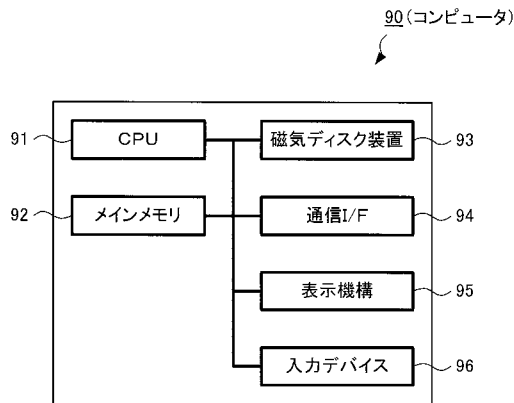 90(コンピュータ)
91 CPU 磁気ディスク装置 93
92 メインメモリ 通信I/F 94
表示機構 95
入力デバイス 96